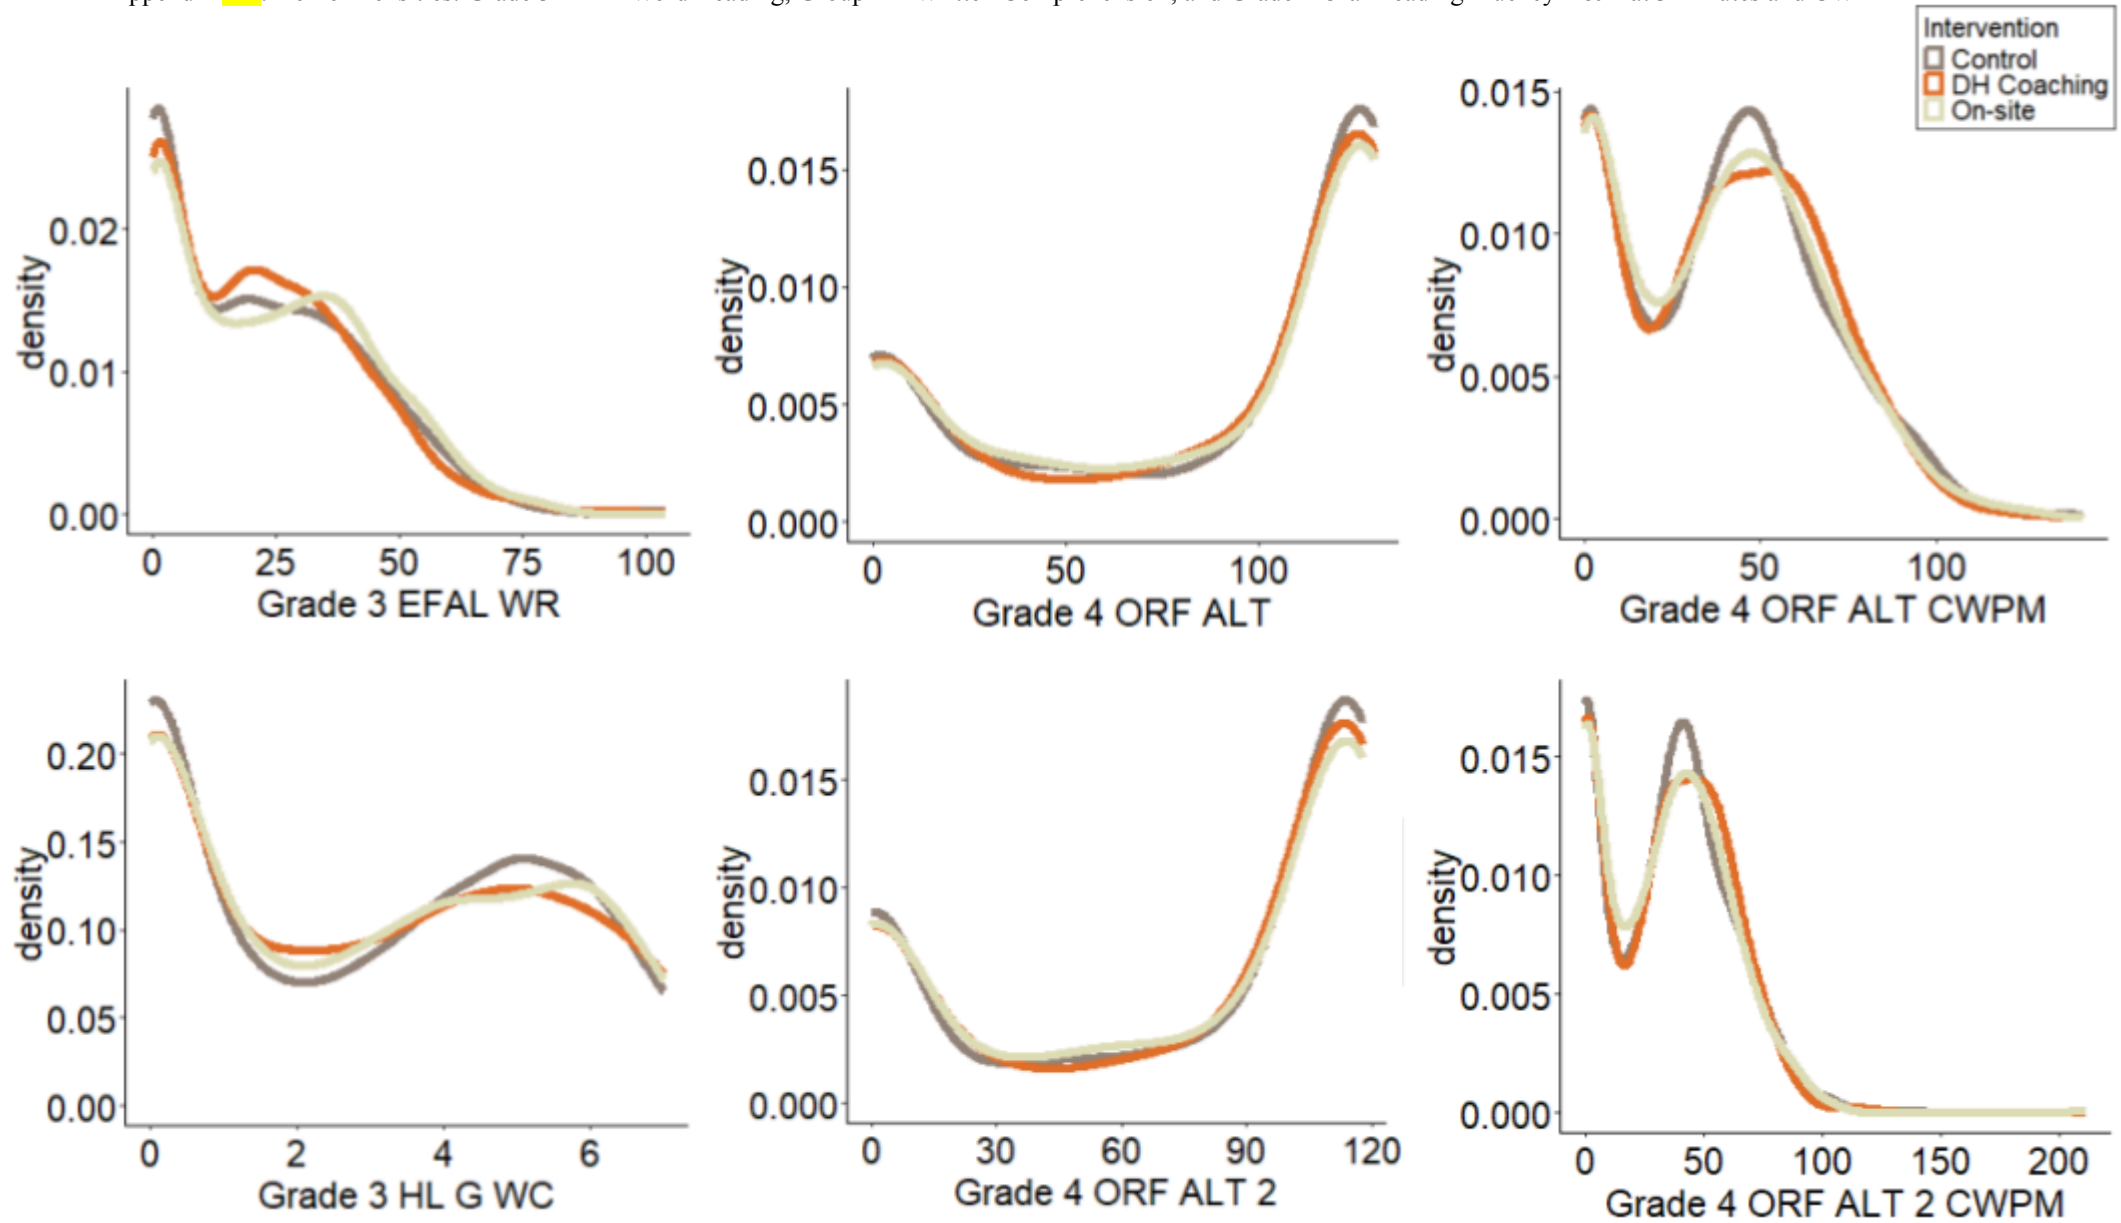 Intervention
Control
DH Coaching
On-site
density
0.02
0.01
0.00
0 25 50 75 100
Grade 3 EFAL WR
density
0.015
0.010
0.005
0.000
0 50 100
Grade 4 ORF ALT
density
0.015
0.010
0.005
0.000
0 50 100
Grade 4 ORF ALT CWPM
density
0.20
0.15
0.10
0.05
0.00
0 2 4 6
Grade 3 HL G WC
density
0.015
0.010
0.005
0.000
0 30 60 90 120
Grade 4 ORF ALT 2
density
0.015
0.010
0.005
0.000
0 50 100 150 200
Grade 4 ORF ALT 2 CWPM